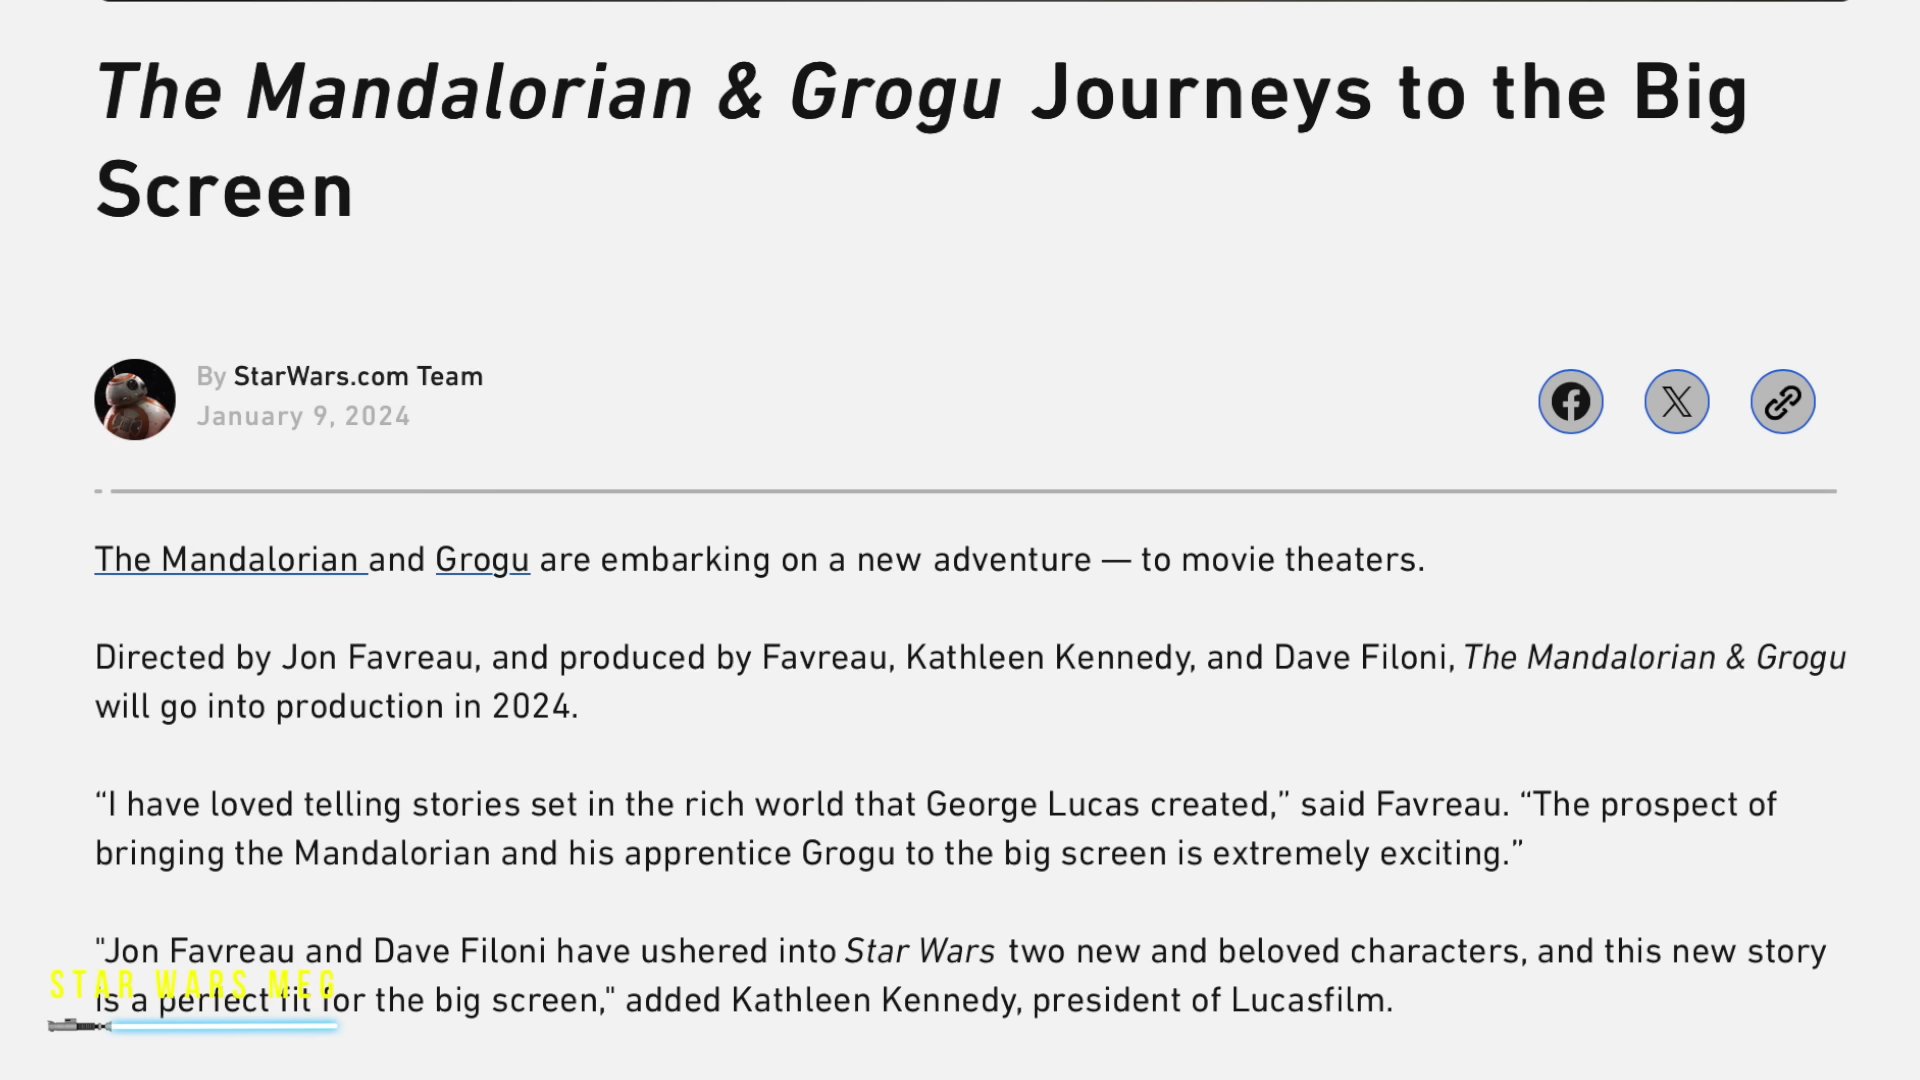 The Mandalorian & Grogu Journeys to the Big
Screen
By StarWars.com Team
January 9, 2024
The Mandalorian and Grogu are embarking on a new adventure — to movie theaters.
Directed by Jon Favreau, and produced by Favreau, Kathleen Kennedy, and Dave Filoni, The Mandalorian & Grogu
will go into production in 2024.
“I have loved telling stories set in the rich world that George Lucas created,” said Favreau. “The prospect of
bringing the Mandalorian and his apprentice Grogu to the big screen is extremely exciting.”
"Jon Favreau and Dave Filoni have ushered into Star Wars two new and beloved characters, and this new story
is a perfect fit for the big screen," added Kathleen Kennedy, president of Lucasfilm.
STAR WARS MEG